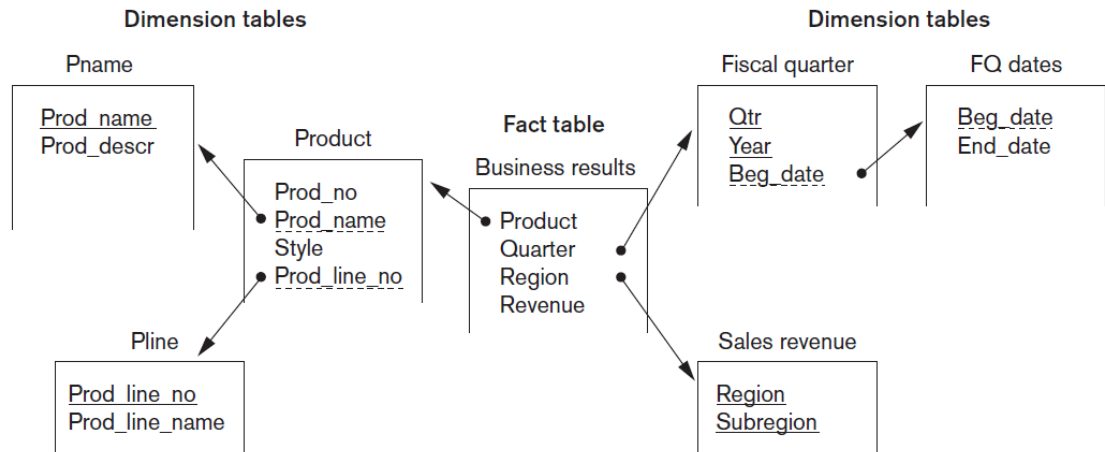 Dimension tables
Dimension tables
Pname
Prod_name
Prod_descr
Product
Prod_no
Prod_name
Style
Prod_line_no
Pline
Prod_line_no
Prod_line_name
Fact table
Business results
Product
Quarter
Region
Revenue
Fiscal quarter
Qtr
Year
Beg_date
FQ dates
Beg_date
End_date
Sales revenue
Region
Subregion